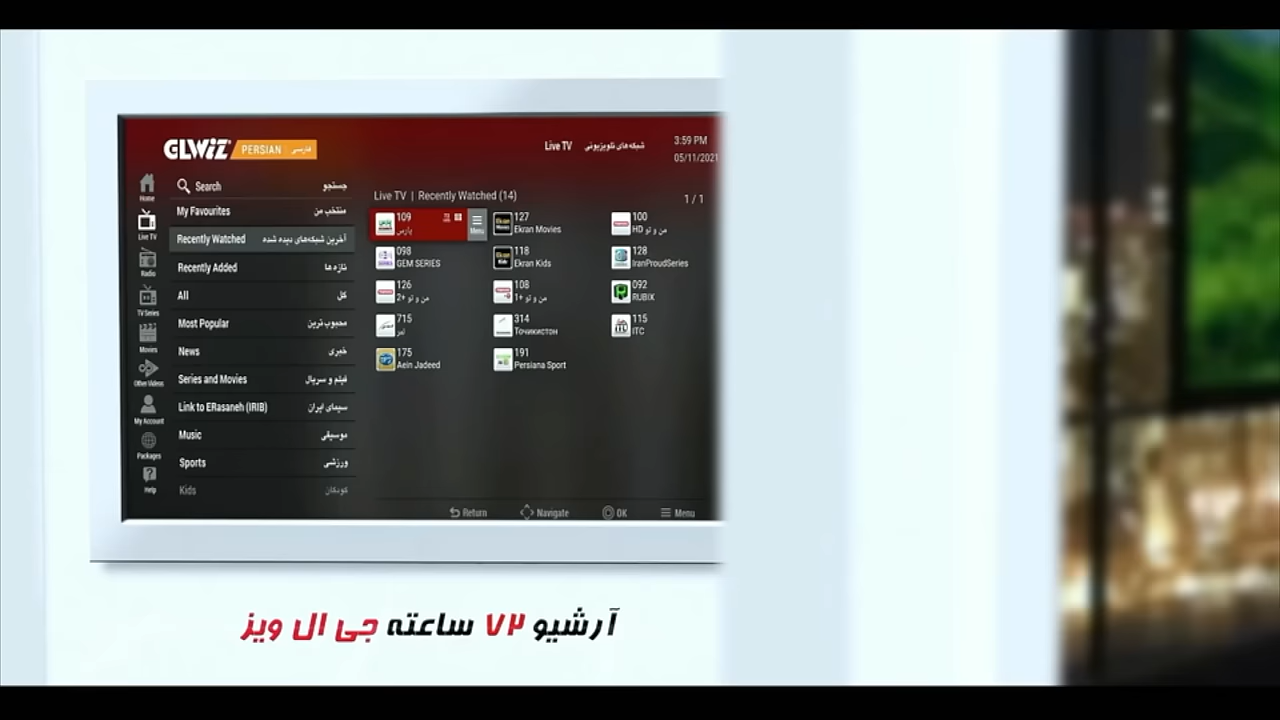 GLWiZ PERSIAN فارسی
Live TV شبکه‌های تلویزیونی
3:59 PM
05/11/2021
Home
Live TV
Radio
TV Series
Movies
Other Videos
My Account
Packages
Help
Search جستجو
My Favourites منتخب من
Recently Watched آخرین شبکه‌های دیده شده
Recently Added تازه‌ها
All کل
Most Popular محبوب‌ترین
News خبری
Series and Movies فیلم و سریال
Link to ERasaneh (IRIB) سیمای ایران
Music موسیقی
Sports ورزشی
Kids کودکان
Live TV | Recently Watched (14)
1 / 1
109 پارس
Menu
127 Ekran Movies
100 من و تو HD
098 GEM SERIES
118 Ekran Kids
128 IranProudSeries
126 من و تو +2
108 من و تو +1
092 RUBIX
715 تمر
314 Точикистон
115 ITC
175 Aein Jadeed
191 Persiana Sport
Return
Navigate
OK
Menu
آرشیو ۷۲ ساعته جی ال ویز